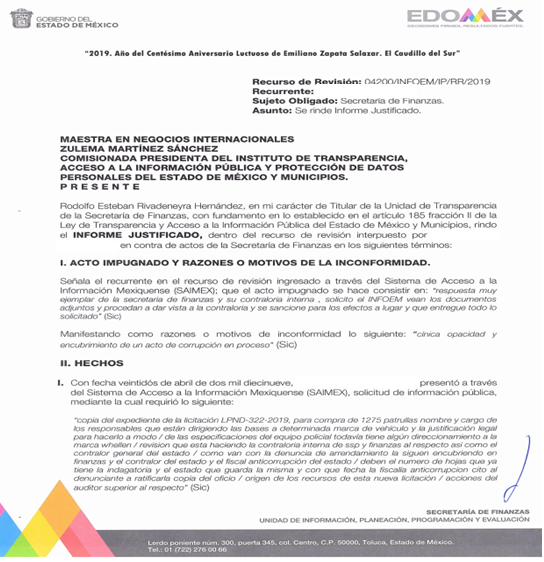 GOBIERNO DEL
ESTADO DE MÉXICO
EDOMÉX
DECISIONES FIRMES, RESULTADOS FUERTES.
"2019. Año del Centésimo Aniversario Luctuoso de Emiliano Zapata Salazar. El Caudillo del Sur"
Recurso de Revisión: 04200/INFOEM/IP/RR/2019
Recurrente:
Sujeto Obligado: Secretaría de Finanzas.
Asunto: Se rinde Informe Justificado.
MAESTRA EN NEGOCIOS INTERNACIONALES
ZULEMA MARTÍNEZ SÁNCHEZ
COMISIONADA PRESIDENTA DEL INSTITUTO DE TRANSPARENCIA,
ACCESO A LA INFORMACIÓN PÚBLICA Y PROTECCIÓN DE DATOS
PERSONALES DEL ESTADO DE MÉXICO Y MUNICIPIOS.
P R E S E N T E
Rodolfo Esteban Rivadeneyra Hernández, en mi carácter de Titular de la Unidad de Transparencia
de la Secretaría de Finanzas, con fundamento en lo establecido en el artículo 185 fracción II de la
Ley de Transparencia y Acceso a la Información Pública del Estado de México y Municipios, rindo
el INFORME JUSTIFICADO, dentro del recurso de revisión interpuesto por
en contra de actos de la Secretaría de Finanzas en los siguientes términos:
I. ACTO IMPUGNADO Y RAZONES O MOTIVOS DE LA INCONFORMIDAD.
Señala el recurrente en el recurso de revisión ingresado a través del Sistema de Acceso a la
Información Mexiquense (SAIMEX); que el acto impugnado se hace consistir en: "respuesta muy
ejemplar de la secretaria de finanzas y su contraloria interna , solicito el INFOEM vean los documentos
adjuntos y procedan a dar vista a la contraloria y se sancione para los efectos a lugar y que entregue todo lo
solicitado" (Sic)
Manifestando como razones o motivos de inconformidad lo siguiente: "cinica opacidad y
encubrimiento de un acto de corrupción en proceso" (Sic)
II. HECHOS
I. Con fecha veintidós de abril de dos mil diecinueve, presentó a través
del Sistema de Acceso a la Información Mexiquense (SAIMEX), solicitud de información pública,
mediante la cual requirió lo siguiente:
"copia del expediente de la licitación LPND-322-2019, para compra de 1275 patrullas nombre y cargo de
los responsables que están dirigiendo las bases a determinada marca de vehículo y la justificación legal
para hacerlo a modo / de las especificaciones del equipo policial todavia tiene algún direccionamiento a la
marca whellen / revision que esta haciendo la contraloria interna de ssp y finanzas al respecto así como el
contralor general del estado / como van con la denuncia de arrendamiento la siguen encubriendo en
finanzas y el contralor del estado y el fiscal anticorrupción del estado / deben el numero de hojas que ya
tiene la indagatoria y el estado que guarda la misma y con que fecha la fiscalia anticorrupcion cito al
denunciante a ratificarla copia del oficio / origen de los recursos de esta nueva licitación / acciones del
auditor superior al respecto" (Sic)
SECRETARÍA DE FINANZAS
UNIDAD DE INFORMACIÓN, PLANEACIÓN, PROGRAMACIÓN Y EVALUACIÓN
Lerdo poniente núm. 300, puerta 345, col. Centro, C.P. 50000, Toluca, Estado de México.
Tel.: 01 (722) 276 00 66